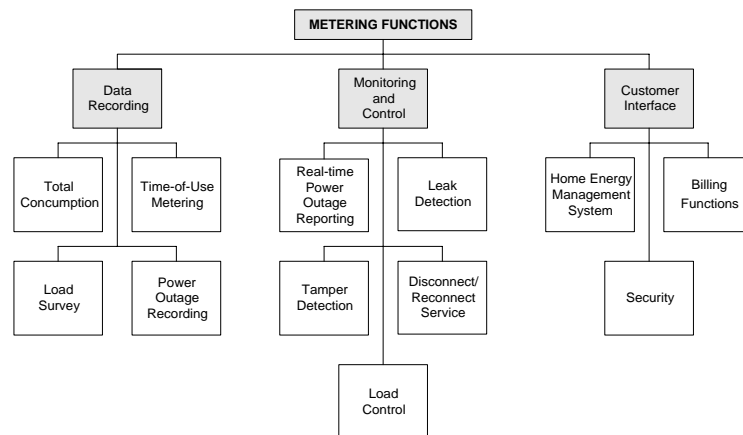 METERING FUNCTIONS
Data
Recording
Monitoring
and
Control
Customer
Interface
Total
Concumption
Time-of-Use
Metering
Real-time
Power
Outage
Reporting
Leak
Detection
Home Energy
Management
System
Billing
Functions
Load
Survey
Power
Outage
Recording
Tamper
Detection
Disconnect/
Reconnect
Service
Security
Load
Control